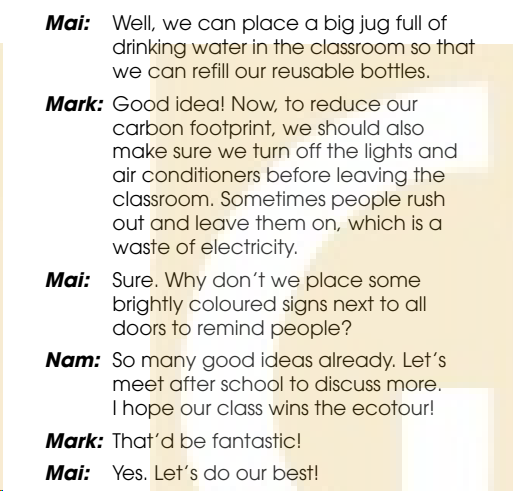 Mai: Well, we can place a big jug full of
drinking water in the classroom so that
we can refill our reusable bottles.
Mark: Good idea! Now, to reduce our
carbon footprint, we should also
make sure we turn off the lights and
air conditioners before leaving the
classroom. Sometimes people rush
out and leave them on, which is a
waste of electricity.
Mai: Sure. Why don't we place some
brightly coloured signs next to all
doors to remind people?
Nam: So many good ideas already. Let's
meet after school to discuss more.
I hope our class wins the ecotour!
Mark: That'd be fantastic!
Mai: Yes. Let's do our best!